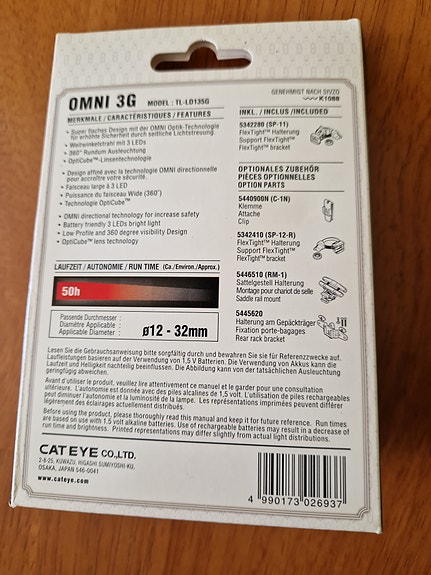 OMNI 3G MODEL : TL-LD135G
GENEHMIGT NACH StVZO
K1088
MERKMALE / CARACTÉRISTIQUES / FEATURES
• Super flaches Design mit der OMNI Optik-Technologie
für erhöhte Sicherheit durch seitliche Lichtstreuung.
• Weitwinkelstrahl mit 3 LEDs
• 360° Rundum Ausleuchtung
• OptiCube™-Linsentechnologie
• Design affiné avec la technologie OMNI directionelle
pour accroître votre sécurité.
• Faisceau large à 3 LED
• Puissance du faisceau Wide (360°)
• Technologie OptiCube™
• OMNI directional technology for increase safety
• Battery friendly 3 LEDs bright light
• Low Profile and 360 degree visibility Design
• OptiCube™ lens technology
LAUFZEIT / AUTONOMIE / RUN TIME (Ca./Environ./Approx.)
50h
Passende Durchmesser :
Diamètre Applicable :
Applicable Diameter :
ø12 - 32mm
INKL. / INCLUS / INCLUDED
5342280 (SP-11)
FlexTight™ Halterung
Support FlexTight™
FlexTight™ bracket
OPTIONALES ZUBEHÖR
PIÈCES OPTIONNELLES
OPTION PARTS
5440900N (C-1N)
Klemme
Attache
Clip
5342410 (SP-12-R)
FlexTight™ Halterung
Support FlexTight™
FlexTight™ bracket
5446510 (RM-1)
Sattelgestell Halterung
Montage pour chariot de selle
Saddle rail mount
5445620
Halterung am Gepäckträger
Fixation porte-bagages
Rear rack bracket
Lesen Sie die Gebrauchsanweisung bitte sorgfältig durch und bewahren Sie sie für Referenzzwecke auf.
Laufleistungen basieren auf der Verwendung von 1,5 V Batterien. Die Verwendung von Akkus kann die
Laufzeit und Helligkeit nachteilig beeinflussen. Die Abbildung kann von der tatsächlichen Ausleuchtung
geringfügig abweichen.
Avant d'utiliser le produit, veuillez lire attentivement ce manuel et le garder pour une consultation
ultérieure. L'autonomie est donnée avec des piles alcalines de 1,5 volt. L'utilisation de piles rechargeables
peut diminuer l'autonomie et la luminosité de la lampe. Les représentations imprimées peuvent différer
légèrement des éclairages actuellement distribués.
Before using the product, please thoroughly read this manual and keep it for future reference. Run times
are based on use with 1.5 volt alkaline batteries. Use of rechargeable batteries may result in a decrease of
run time and brightness. Printed representations may differ slightly from actual light distributions.
CATEYE CO.,LTD.
2-8-25, KUWAZU, HIGASHI SUMIYOSHI-KU,
OSAKA, JAPAN 546-0041
www.cateye.com
4 990173 026937